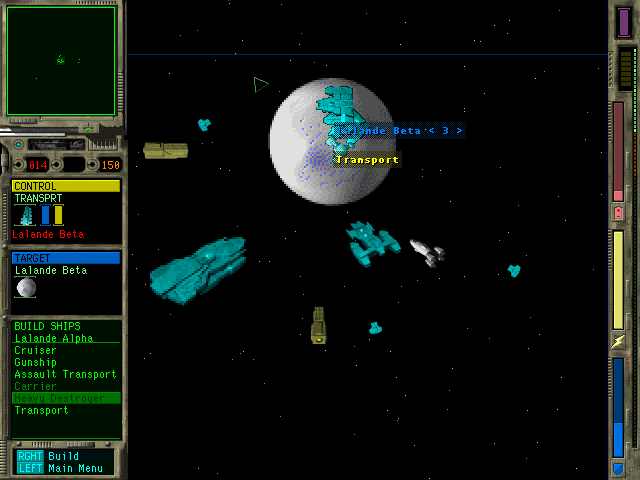 014
150
CONTROL
TRANSPRT
Lalande Beta
TARGET
Lalande Beta
BUILD SHIPS
Lalande Alpha
Cruiser
Gunship
Assault Transport
Carrier
Heavy Destroyer
Transport
RGHT Build
LEFT Main Menu
Lalande Beta < 3 >
Transport